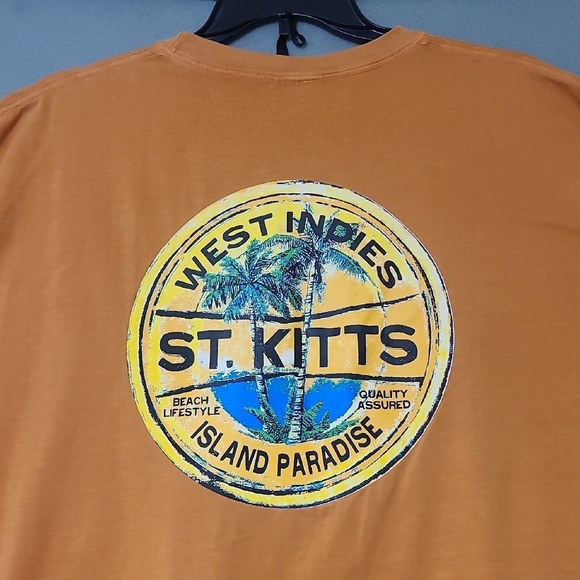 WEST INDIES
ST. KITTS
BEACH
LIFESTYLE
QUALITY
ASSURED
ISLAND PARADISE